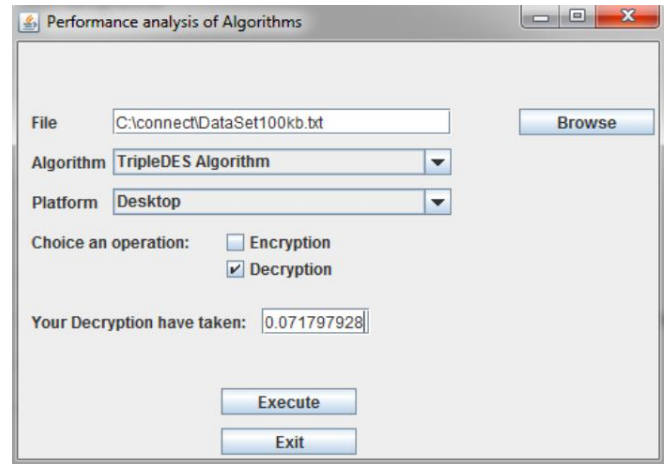 Performance analysis of Algorithms
File C:\connect\DataSet100kb.txt Browse
Algorithm TripleDES Algorithm
Platform Desktop
Choice an operation: Encryption
Decryption
Your Decryption have taken: 0.071797928
Execute
Exit